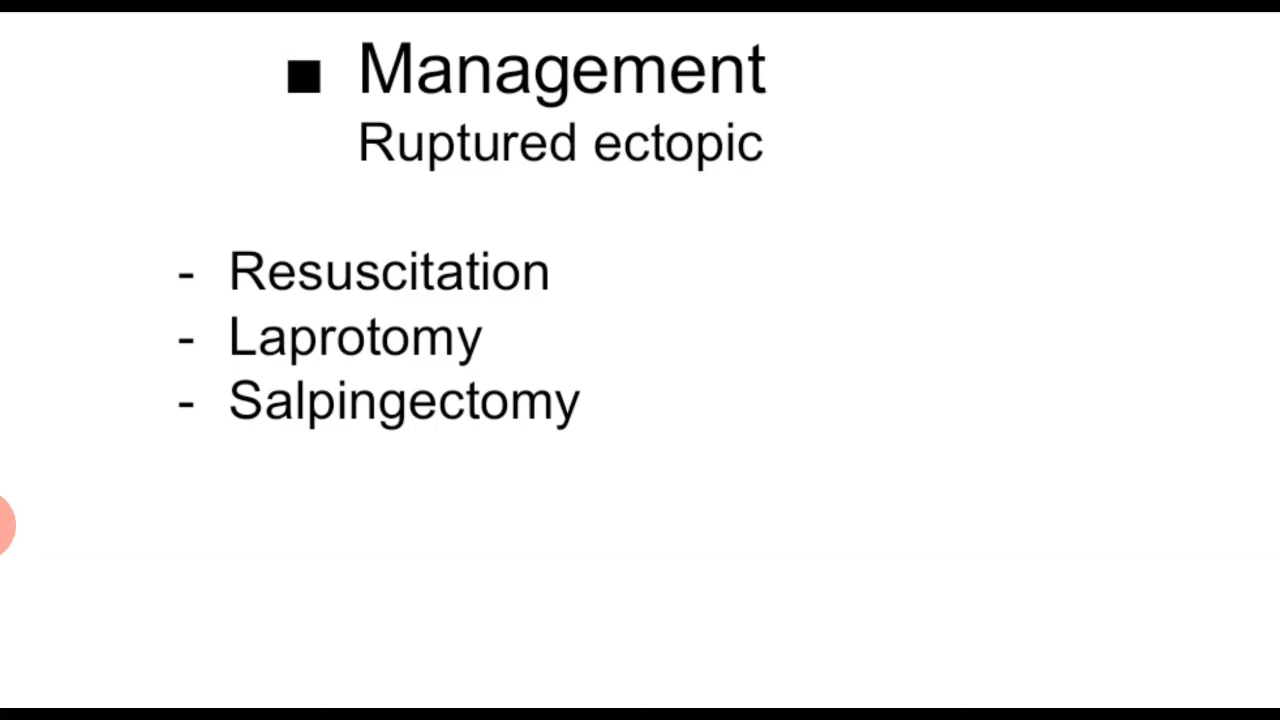 ■ Management
Ruptured ectopic
- Resuscitation
- Laprotomy
- Salpingectomy